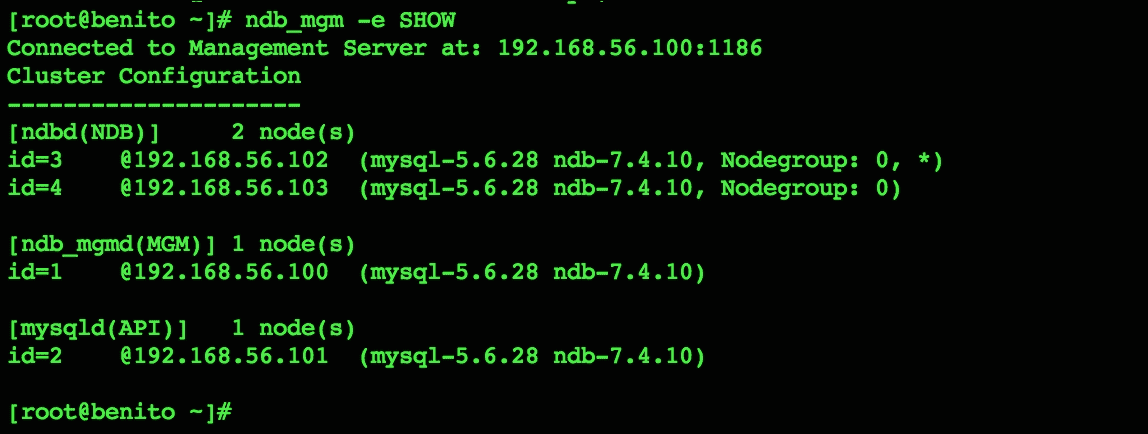 [root@benito ~]# ndb_mgm -e SHOW
Connected to Management Server at: 192.168.56.100:1186
Cluster Configuration
---------------------
[ndbd(NDB)]     2 node(s)
id=3    @192.168.56.102  (mysql-5.6.28 ndb-7.4.10, Nodegroup: 0, *)
id=4    @192.168.56.103  (mysql-5.6.28 ndb-7.4.10, Nodegroup: 0)

[ndb_mgmd(MGM)] 1 node(s)
id=1    @192.168.56.100  (mysql-5.6.28 ndb-7.4.10)

[mysqld(API)]   1 node(s)
id=2    @192.168.56.101  (mysql-5.6.28 ndb-7.4.10)

[root@benito ~]#